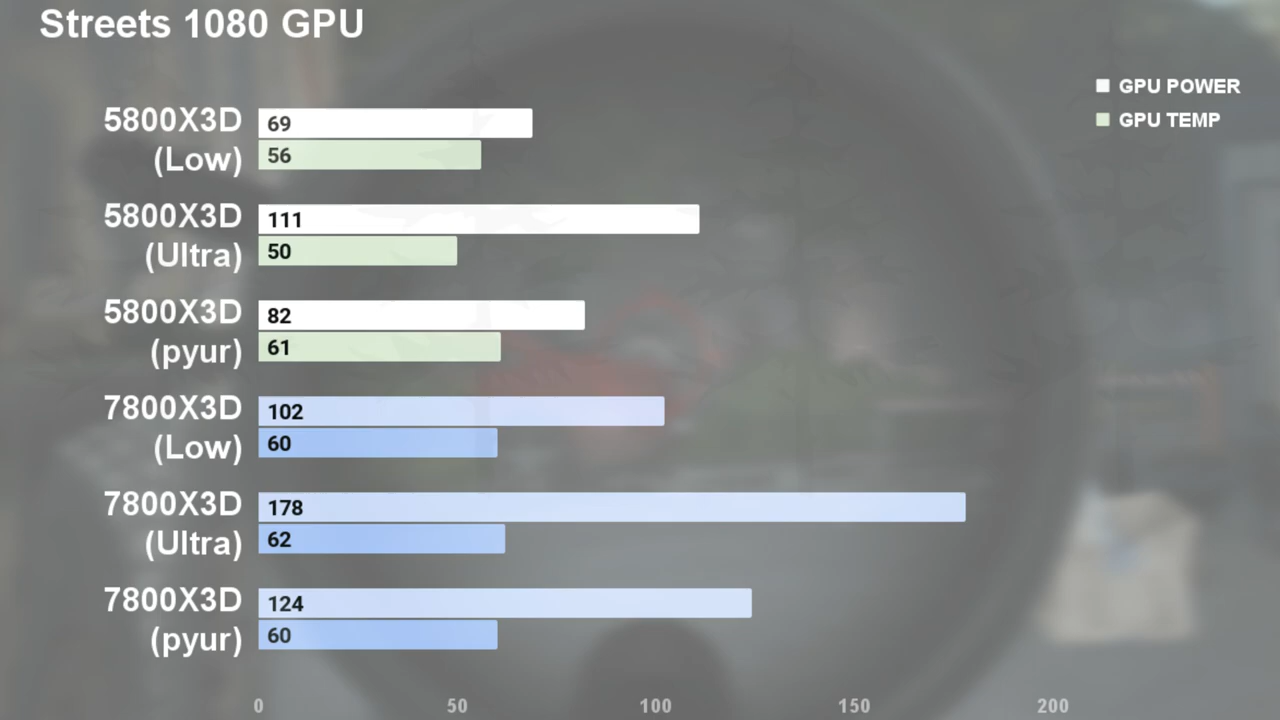 Streets 1080 GPU
GPU POWER
GPU TEMP
5800X3D
(Low)
69
56
5800X3D
(Ultra)
111
50
5800X3D
(pyur)
82
61
7800X3D
(Low)
102
60
7800X3D
(Ultra)
178
62
7800X3D
(pyur)
124
60
0 50 100 150 200